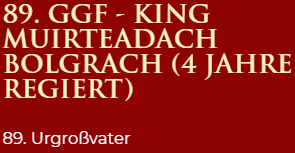 89. GGF - KING
MUIRTEADACH
BOLGRACH (4 JAHRE
REGIERT)
89. Urgroßvater